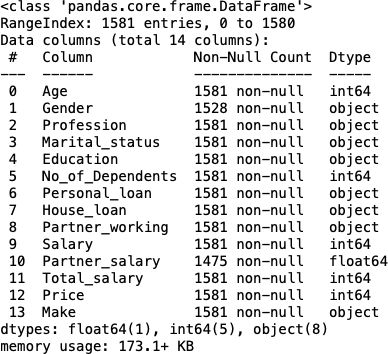 <class 'pandas.core.frame.DataFrame'>
RangeIndex: 1581 entries, 0 to 1580
Data columns (total 14 columns):
 #   Column            Non-Null Count  Dtype
---  ------            --------------  -----
 0   Age               1581 non-null   int64
 1   Gender            1528 non-null   object
 2   Profession        1581 non-null   object
 3   Marital_status    1581 non-null   object
 4   Education         1581 non-null   object
 5   No_of_Dependents  1581 non-null   int64
 6   Personal_loan     1581 non-null   object
 7   House_loan        1581 non-null   object
 8   Partner_working   1581 non-null   object
 9   Salary            1581 non-null   int64
 10  Partner_salary    1475 non-null   float64
 11  Total_salary      1581 non-null   int64
 12  Price             1581 non-null   int64
 13  Make              1581 non-null   object
dtypes: float64(1), int64(5), object(8)
memory usage: 173.1+ KB